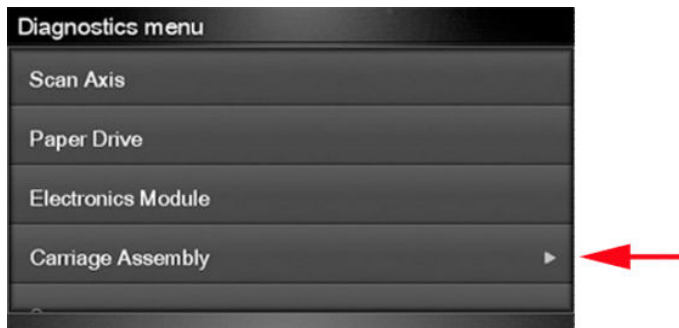 Diagnostics menu
Scan Axis
Paper Drive
Electronics Module
Carriage Assembly